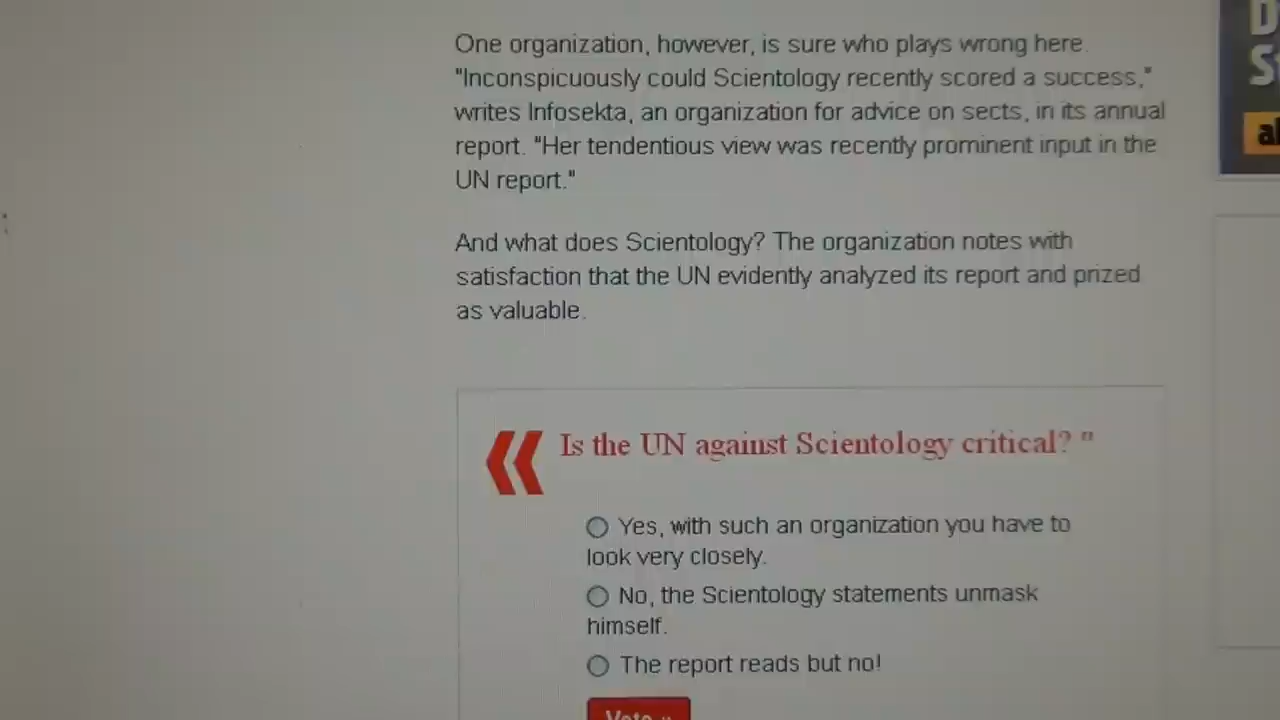 One organization, however, is sure who plays wrong here.
"Inconspicuously could Scientology recently scored a success,"
writes Infosekta, an organization for advice on sects, in its annual
report. "Her tendentious view was recently prominent input in the
UN report."
And what does Scientology? The organization notes with
satisfaction that the UN evidently analyzed its report and prized
as valuable.
Is the UN against Scientology critical? "
Yes, with such an organization you have to
look very closely.
No, the Scientology statements unmask
himself.
The report reads but no!
Vote »